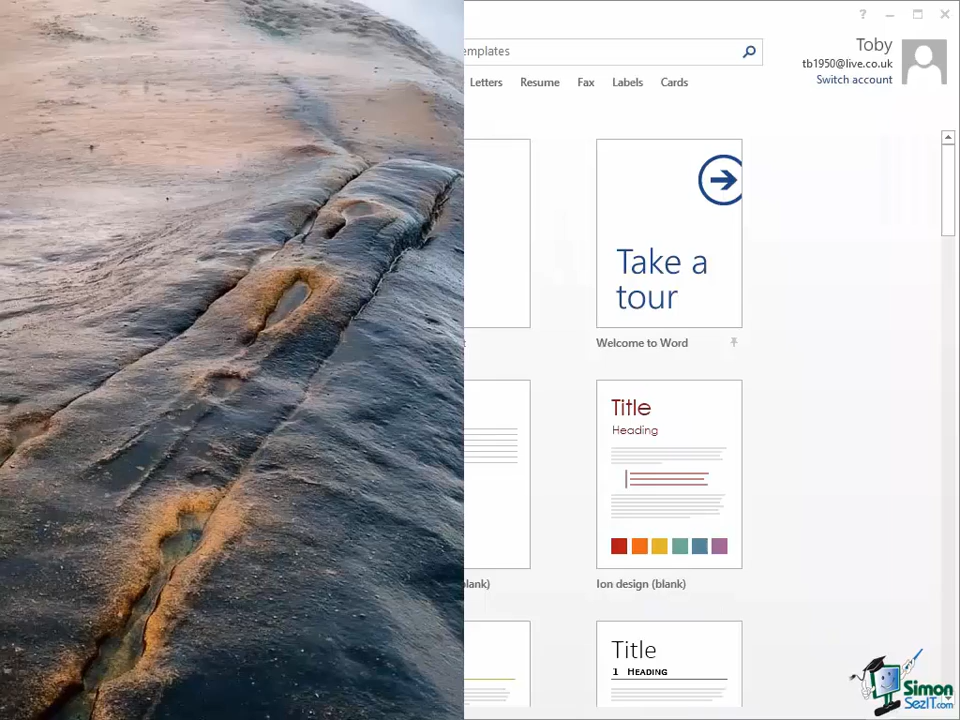 ?
Toby
emplates
tb1950@live.co.uk
Switch account
Letters Resume Fax Labels Cards
Take a
tour
t
Welcome to Word
Title
Heading
lank)
Ion design (blank)
Title
1 HEADING
Simon
SezIT.com